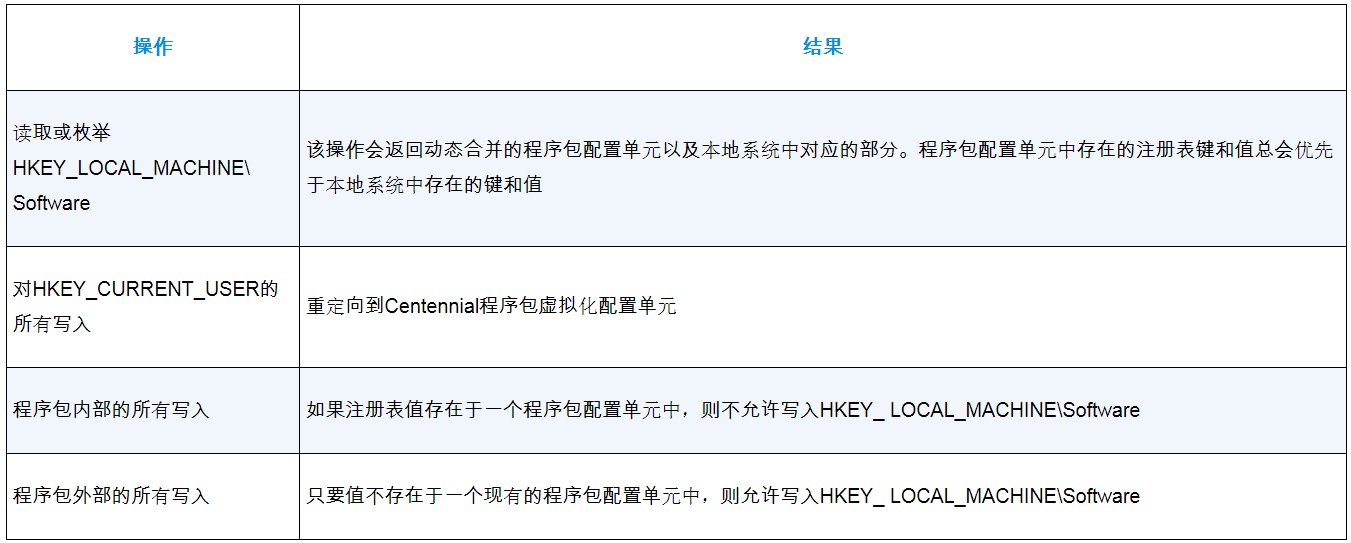 操作
结果
读取或枚举
HKEY_LOCAL_MACHINE\
Software
该操作会返回动态合并的程序包配置单元以及本地系统中对应的部分。程序包配置单元中存在的注册表键和值总会优先
于本地系统中存在的键和值
对HKEY_CURRENT_USER的
所有写入
重定向到Centennial程序包虚拟化配置单元
程序包内部的所有写入
如果注册表值存在于一个程序包配置单元中，则不允许写入HKEY_ LOCAL_MACHINE\Software
程序包外部的所有写入
只要值不存在于一个现有的程序包配置单元中，则允许写入HKEY_ LOCAL_MACHINE\Software